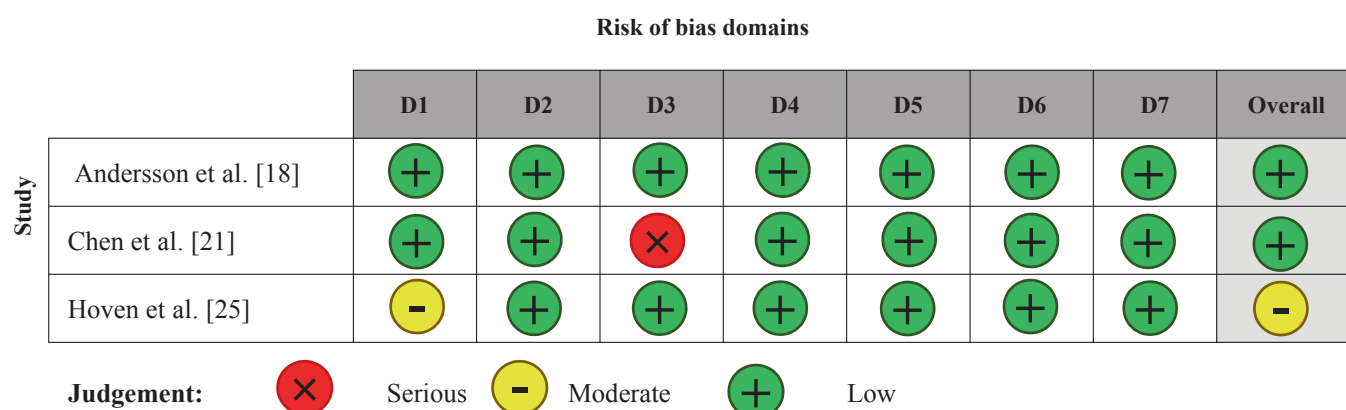 Risk of bias domains
D1 D2 D3 D4 D5 D6 D7 Overall
Study
Andersson et al. [18] + + + + + + + +
Chen et al. [21] + + × + + + + +
Hoven et al. [25] - + + + + + + -
Judgement: × Serious - Moderate + Low